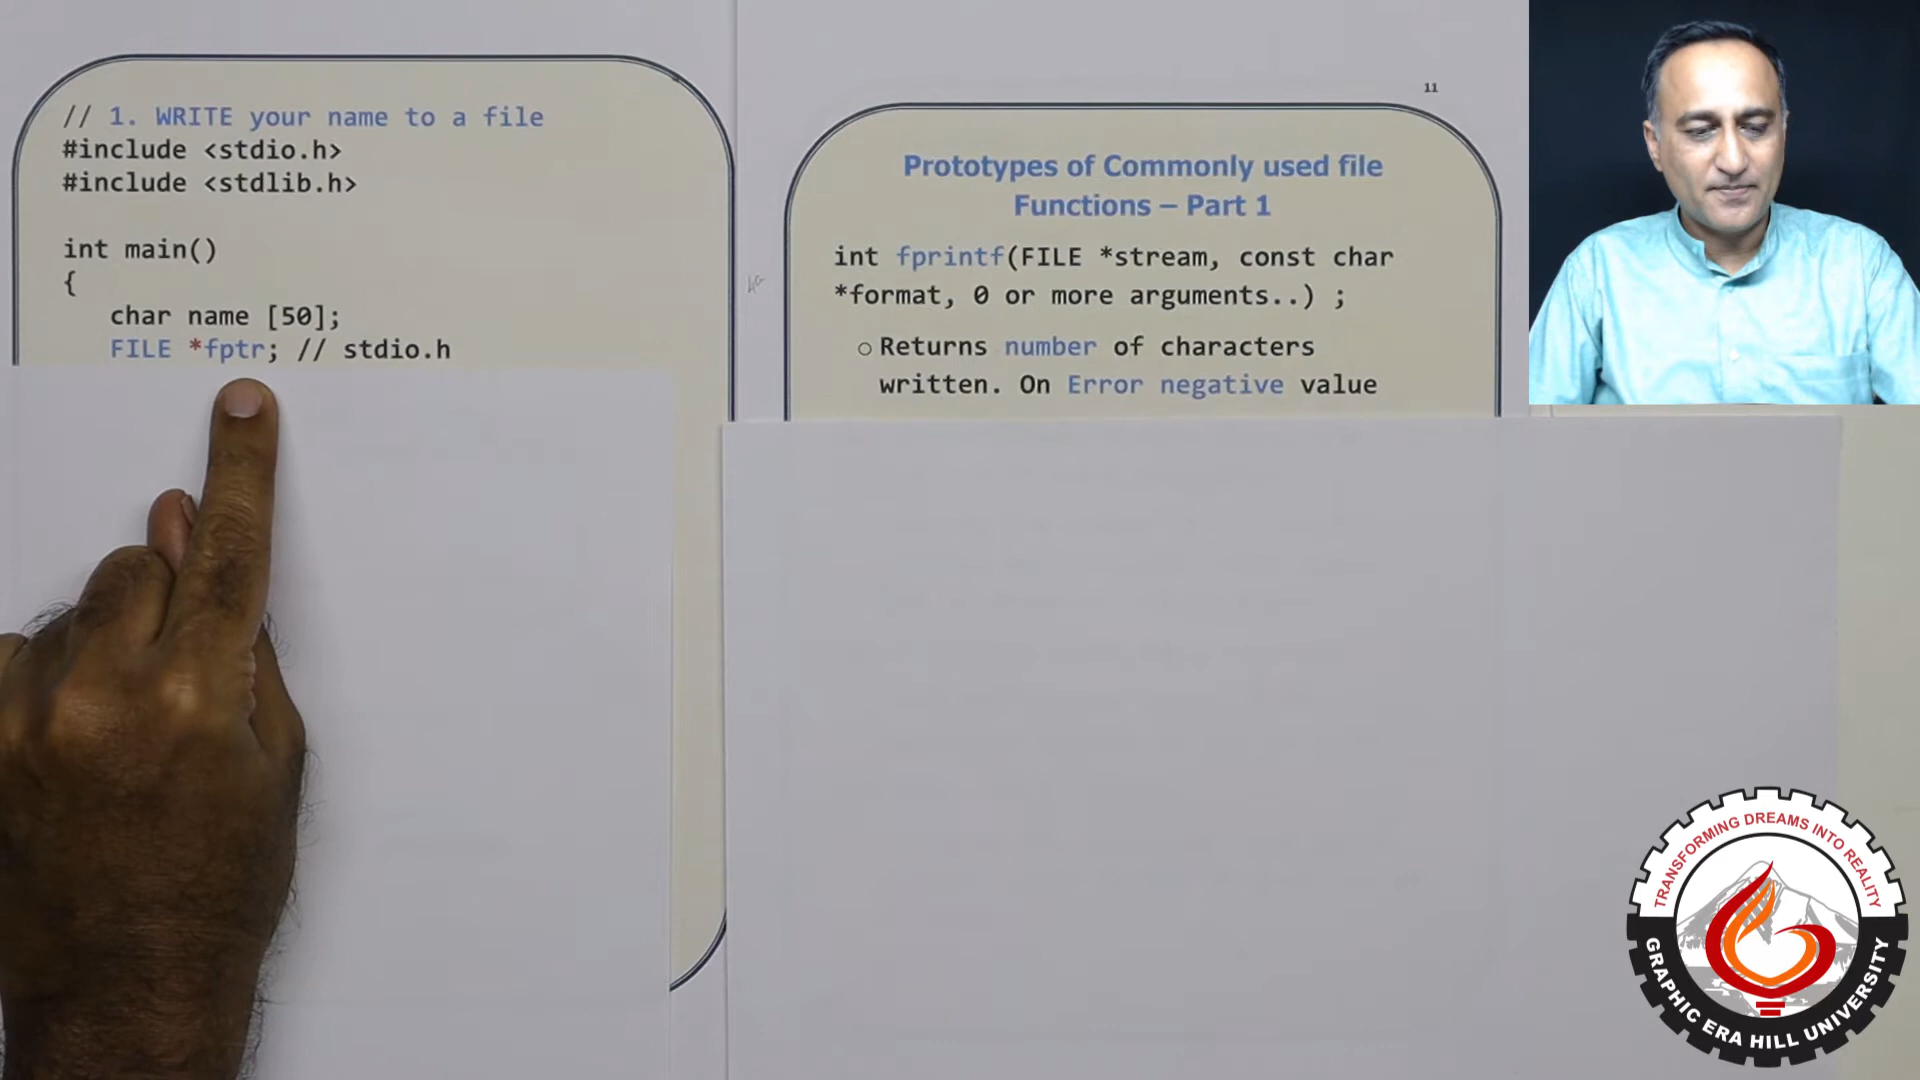 // 1. WRITE your name to a file
#include <stdio.h>
#include <stdlib.h>
int main()
{
char name [50];
FILE *fptr; // stdio.h
11
Prototypes of Commonly used file
Functions – Part 1
int fprintf(FILE *stream, const char
*format, 0 or more arguments..) ;
○ Returns number of characters
written. On Error negative value
TRANSFORMING DREAMS INTO REALITY
GRAPHIC ERA HILL UNIVERSITY